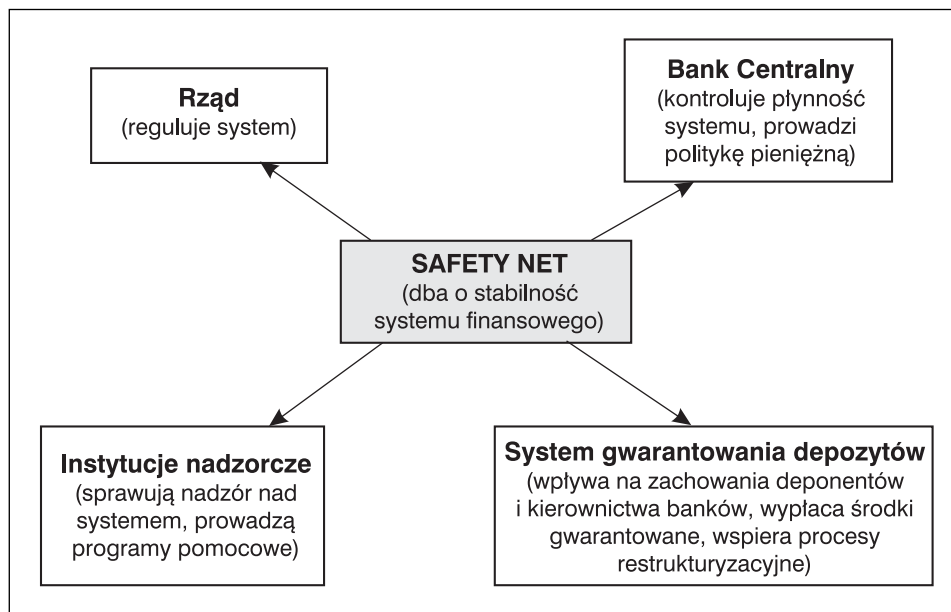 Rząd
(reguluje system)
Bank Centralny
(kontroluje płynność
systemu, prowadzi
politykę pieniężną)
SAFETY NET
(dba o stabilność
systemu finansowego)
Instytucje nadzorcze
(sprawują nadzór nad
systemem, prowadzą
programy pomocowe)
System gwarantowania depozytów
(wpływa na zachowania deponentów
i kierownictwa banków, wypłaca środki
gwarantowane, wspiera procesy
restrukturyzacyjne)